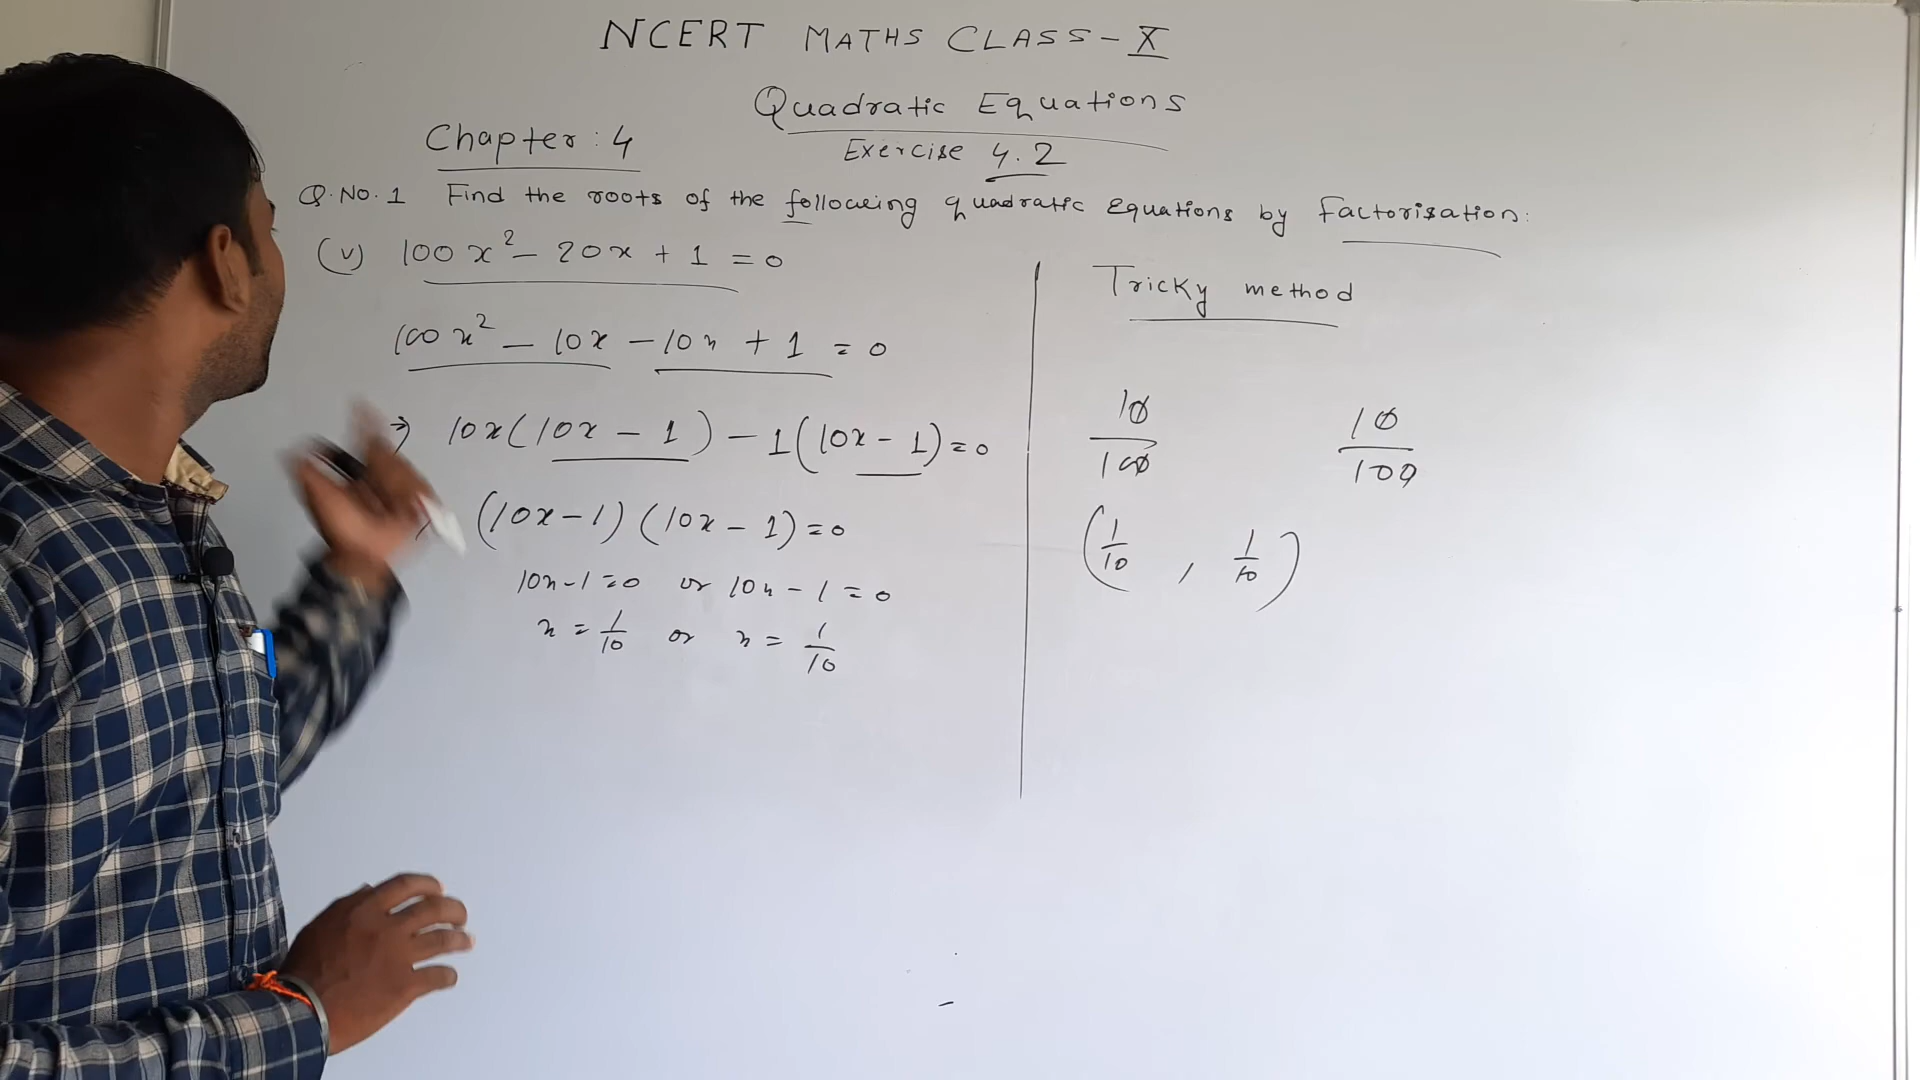 NCERT MATHS CLASS-X
Quadratic Equations
Chapter: 4
Exercise 4.2
Q.No.1 Find the roots of the following quadratic equations by factorisation:
(v) 100x² - 20x + 1 = 0
100x² - 10x - 10x + 1 = 0
⇒ 10x(10x - 1) - 1(10x - 1) = 0
(10x - 1) (10x - 1) = 0
10x - 1 = 0 or 10x - 1 = 0
x = 1/10 or x = 1/10
Tricky method
10/100 10/100
(1/10, 1/10)